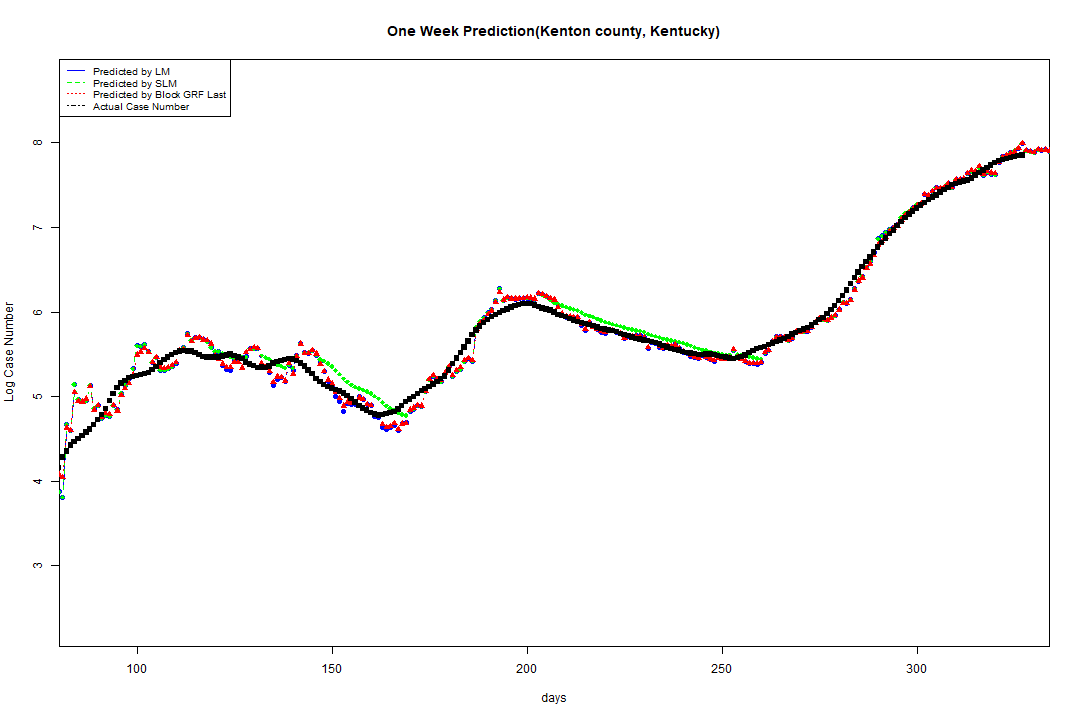 One Week Prediction(Kenton county, Kentucky)
Predicted by LM
Predicted by SLM
Predicted by Block GRF Last
Actual Case Number
8
7
6
5
4
3
Log Case Number
100 150 200 250 300
days